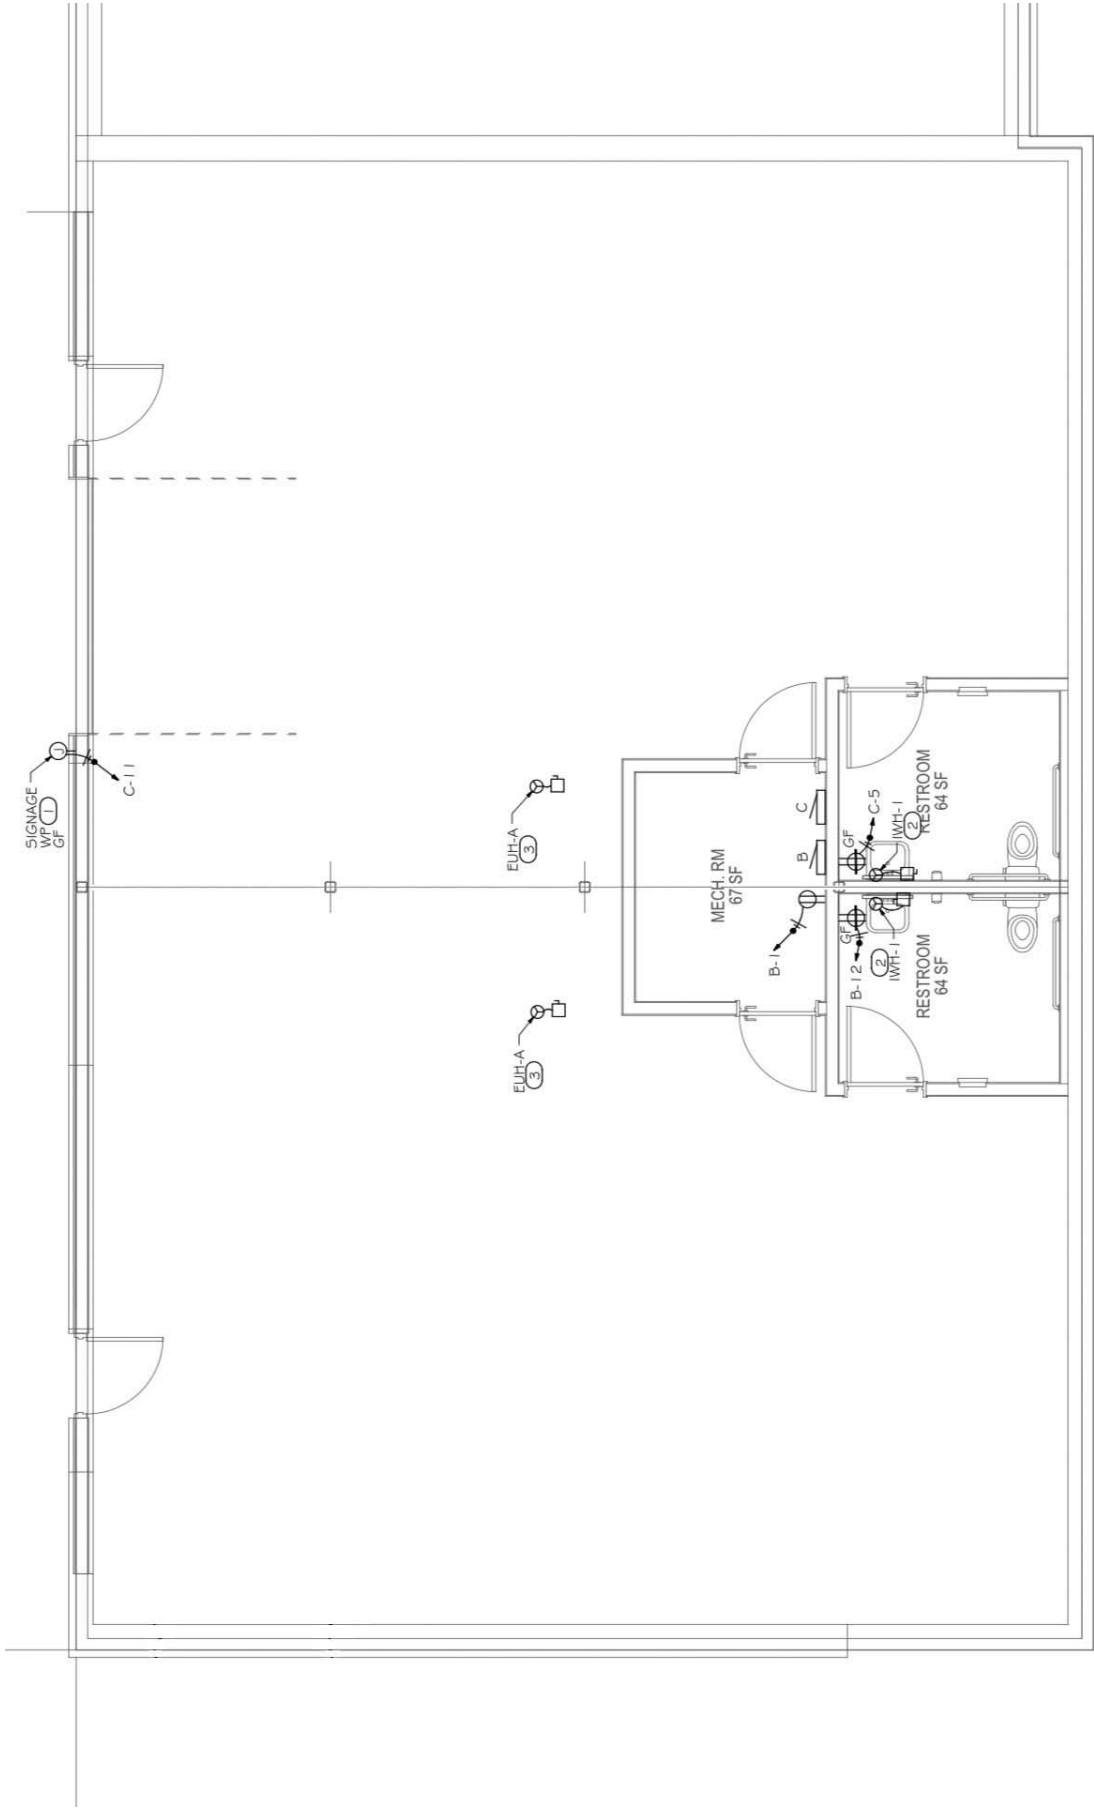 SIGNAGE
WP 1
GF
J
C-11
EUH-A
3
EUH-A
3
MECH. RM
67 SF
B
C
B-1
GF
C-5
IWH-1
2
RESTROOM
64 SF
GF
B-12
2
IWH-1
RESTROOM
64 SF